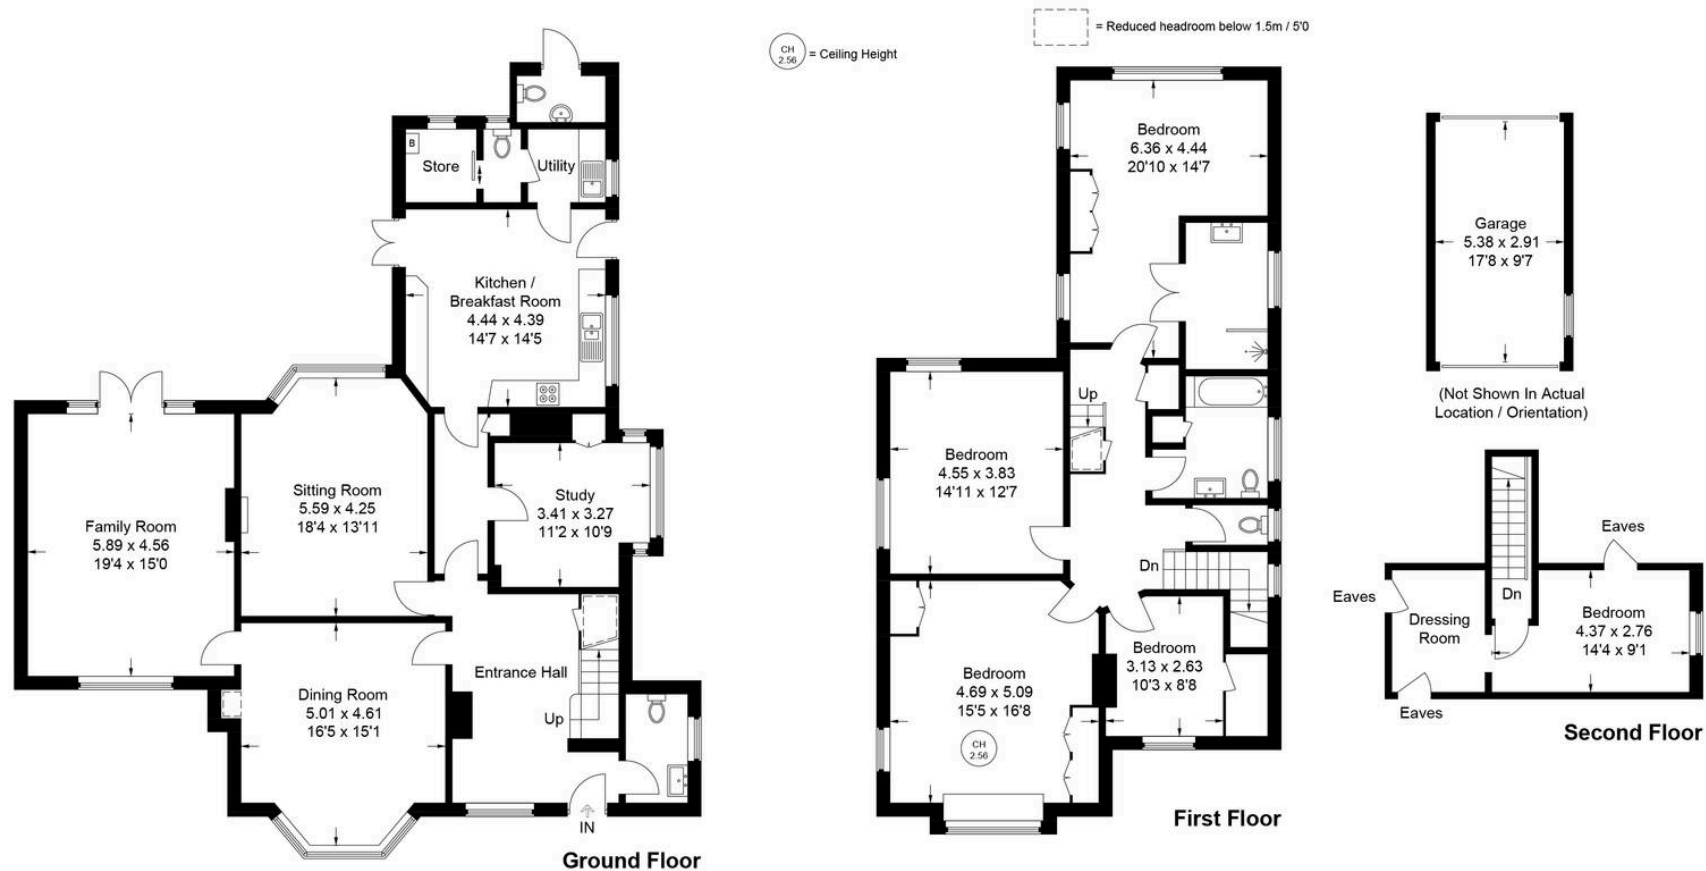 CH
2.56
= Ceiling Height
= Reduced headroom below 1.5m / 5'0
B
Store
Utility
Kitchen /
Breakfast Room
4.44 x 4.39
14'7 x 14'5
Sitting Room
5.59 x 4.25
18'4 x 13'11
Study
3.41 x 3.27
11'2 x 10'9
Family Room
5.89 x 4.56
19'4 x 15'0
Entrance Hall
Dining Room
5.01 x 4.61
16'5 x 15'1
Up
IN
Ground Floor
Bedroom
6.36 x 4.44
20'10 x 14'7
Up
Bedroom
4.55 x 3.83
14'11 x 12'7
Dn
Bedroom
3.13 x 2.63
10'3 x 8'8
Bedroom
4.69 x 5.09
15'5 x 16'8
CH
2.56
First Floor
Garage
5.38 x 2.91
17'8 x 9'7
(Not Shown In Actual
Location / Orientation)
Eaves
Eaves
Dn
Dressing
Room
Bedroom
4.37 x 2.76
14'4 x 9'1
Eaves
Second Floor